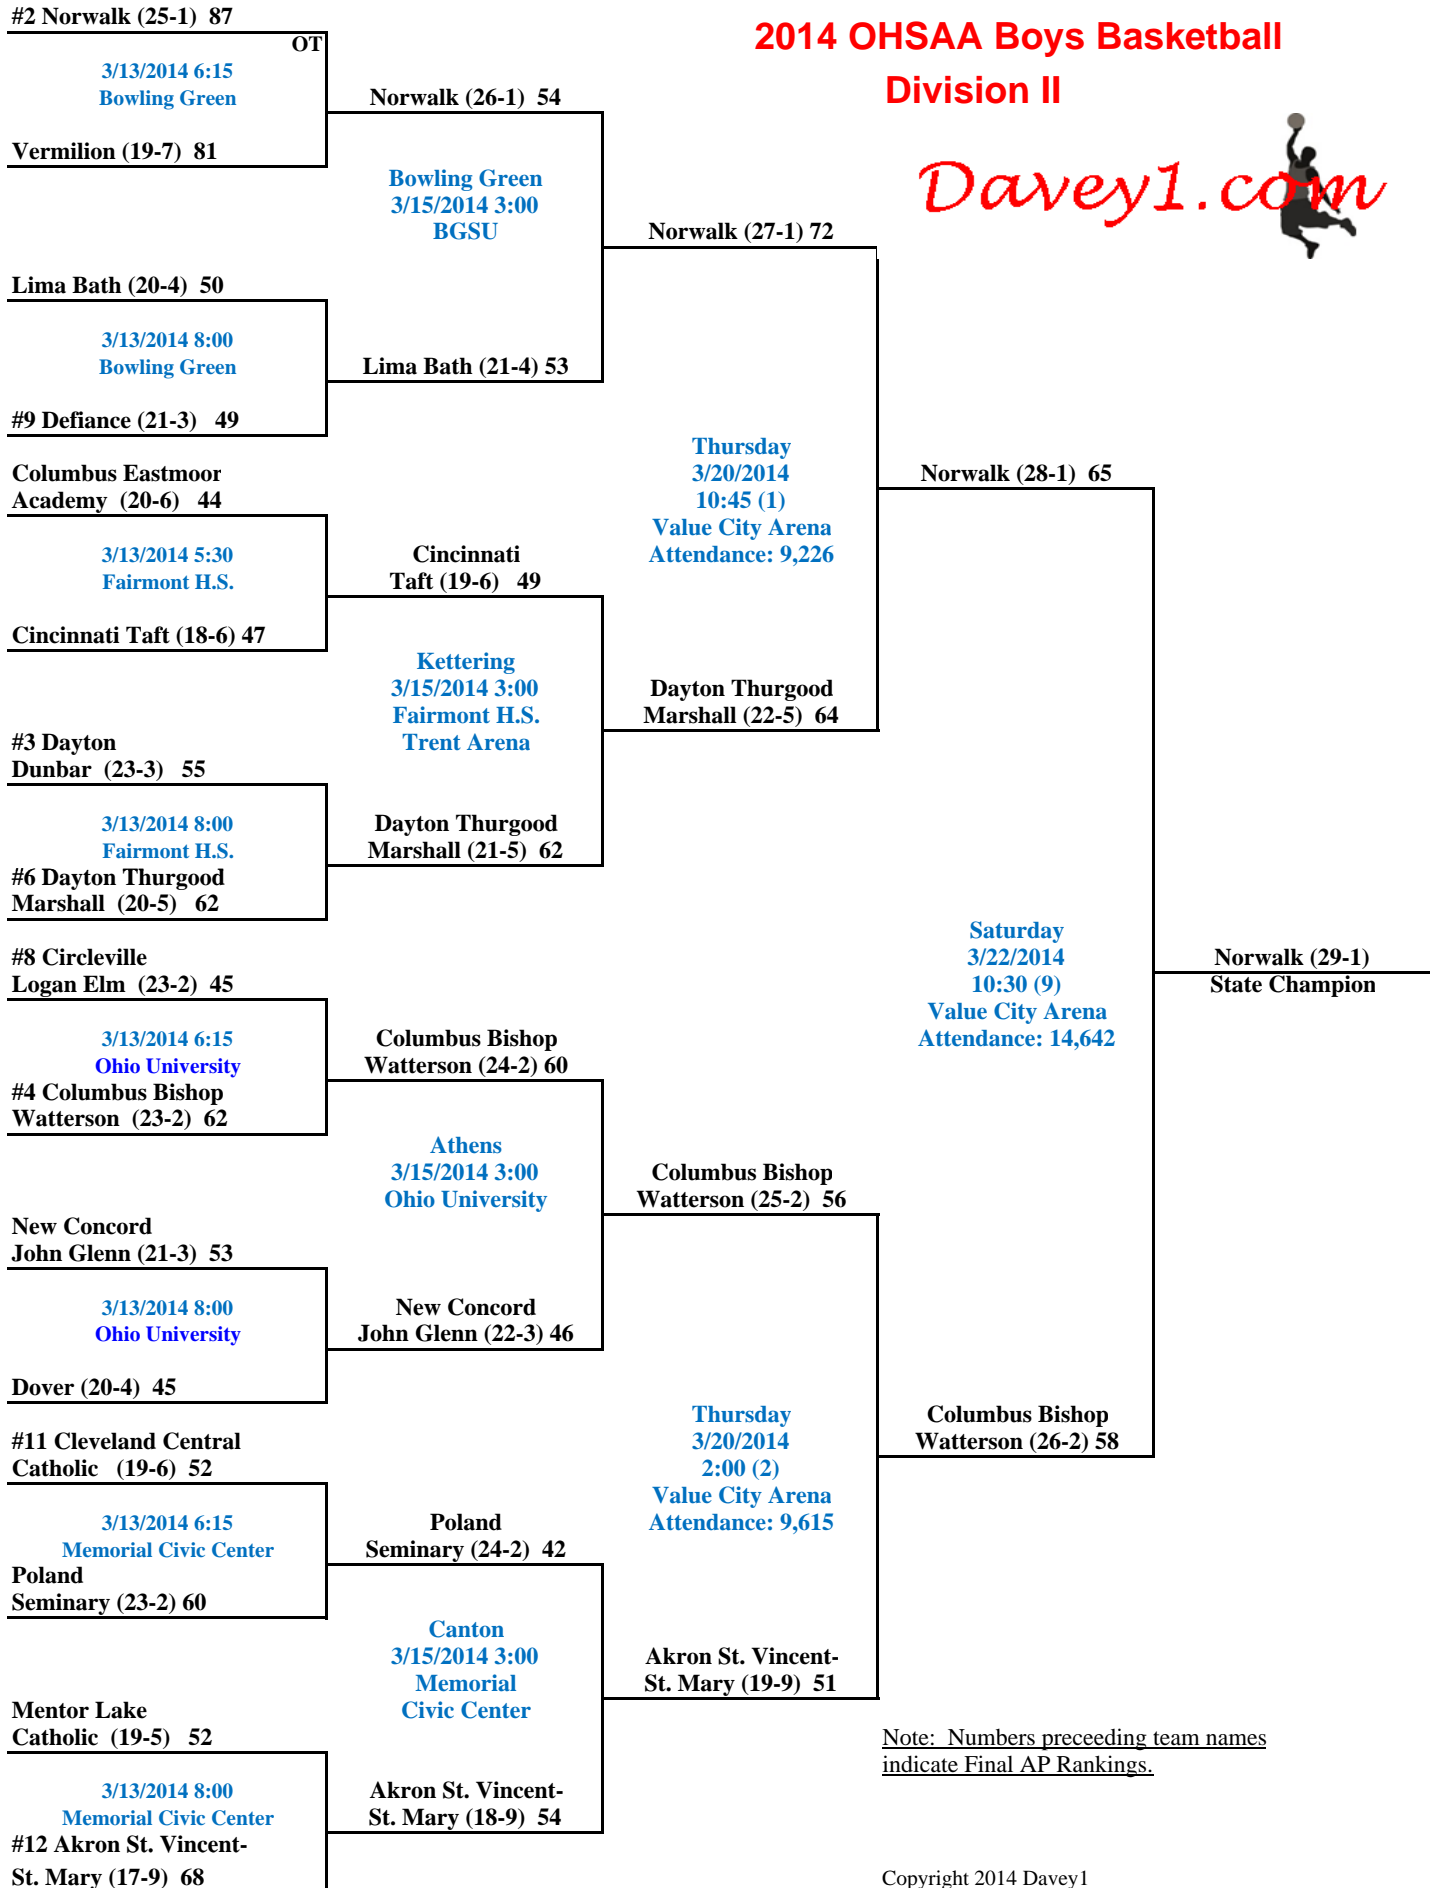 2014 OHSAA Boys Basketball
Division II
Davey1.com
#2 Norwalk (25-1) 87
OT
3/13/2014 6:15
Bowling Green
Vermilion (19-7) 81
Lima Bath (20-4) 50
3/13/2014 8:00
Bowling Green
#9 Defiance (21-3) 49
Columbus Eastmoor
Academy (20-6) 44
3/13/2014 5:30
Fairmont H.S.
Cincinnati Taft (18-6) 47
#3 Dayton
Dunbar (23-3) 55
3/13/2014 8:00
Fairmont H.S.
#6 Dayton Thurgood
Marshall (20-5) 62
#8 Circleville
Logan Elm (23-2) 45
3/13/2014 6:15
Ohio University
#4 Columbus Bishop
Watterson (23-2) 62
New Concord
John Glenn (21-3) 53
3/13/2014 8:00
Ohio University
Dover (20-4) 45
#11 Cleveland Central
Catholic (19-6) 52
3/13/2014 6:15
Memorial Civic Center
Poland
Seminary (23-2) 60
Mentor Lake
Catholic (19-5) 52
3/13/2014 8:00
Memorial Civic Center
#12 Akron St. Vincent-
St. Mary (17-9) 68
Norwalk (26-1) 54
Bowling Green
3/15/2014 3:00
BGSU
Lima Bath (21-4) 53
Cincinnati
Taft (19-6) 49
Kettering
3/15/2014 3:00
Fairmont H.S.
Trent Arena
Dayton Thurgood
Marshall (21-5) 62
Columbus Bishop
Watterson (24-2) 60
Athens
3/15/2014 3:00
Ohio University
New Concord
John Glenn (22-3) 46
Poland
Seminary (24-2) 42
Canton
3/15/2014 3:00
Memorial
Civic Center
Akron St. Vincent-
St. Mary (18-9) 54
Norwalk (27-1) 72
Thursday
3/20/2014
10:45 (1)
Value City Arena
Attendance: 9,226
Dayton Thurgood
Marshall (22-5) 64
Columbus Bishop
Watterson (25-2) 56
Thursday
3/20/2014
2:00 (2)
Value City Arena
Attendance: 9,615
Akron St. Vincent-
St. Mary (19-9) 51
Norwalk (28-1) 65
Saturday
3/22/2014
10:30 (9)
Value City Arena
Attendance: 14,642
Columbus Bishop
Watterson (26-2) 58
Norwalk (29-1)
State Champion
Note: Numbers preceeding team names
indicate Final AP Rankings.
Copyright 2014 Davey1